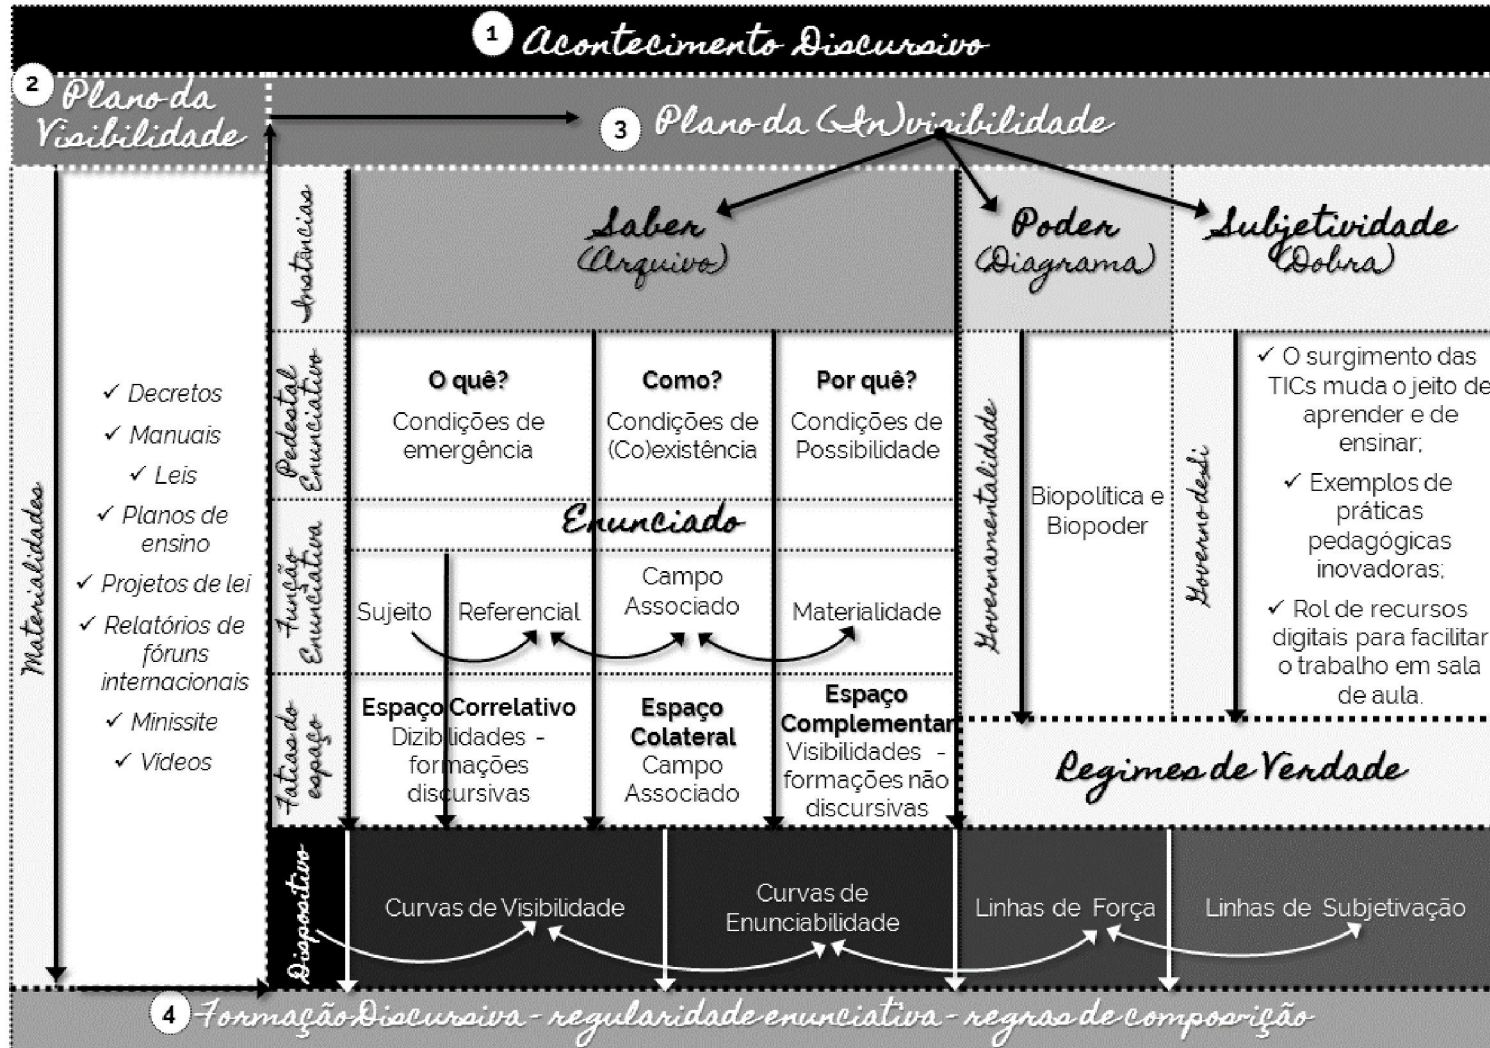 1 Acontecimento Discursivo
2 Plano da
Visibilidade
3 Plano da (In)visibilidade
Materialidades
✓ Decretos
✓ Manuais
✓ Leis
✓ Planos de
ensino
✓ Projetos de lei
✓ Relatórios de
fóruns
internacionais
✓ Minissite
✓ Vídeos
Instâncias
Saber
(Arquivo)
Poder
(Diagrama)
Subjetividade
(Dobra)
Pedestal
Enunciativo
O quê?
Condições de
emergência
Como?
Condições de
(Co)existência
Por quê?
Condições de
Possibilidade
Enunciado
Função
Enunciativa
Sujeito
Referencial
Campo
Associado
Materialidade
Fatias do
espaço
Espaço Correlativo
Dizibilidades -
formações
discursivas
Espaço
Colateral
Campo
Associado
Espaço
Complementar
Visibilidades -
formações não
discursivas
Governamentalidade
Biopolítica e
Biopoder
Governo de si
✓ O surgimento das
TICs muda o jeito de
aprender e de
ensinar;
✓ Exemplos de
práticas
pedagógicas
inovadoras;
✓ Rol de recursos
digitais para facilitar
o trabalho em sala
de aula.
Regimes de Verdade
Dispositivo
Curvas de Visibilidade
Curvas de
Enunciabilidade
Linhas de Força
Linhas de Subjetivação
4 Formação Discursiva - regularidade enunciativa - regras de composição